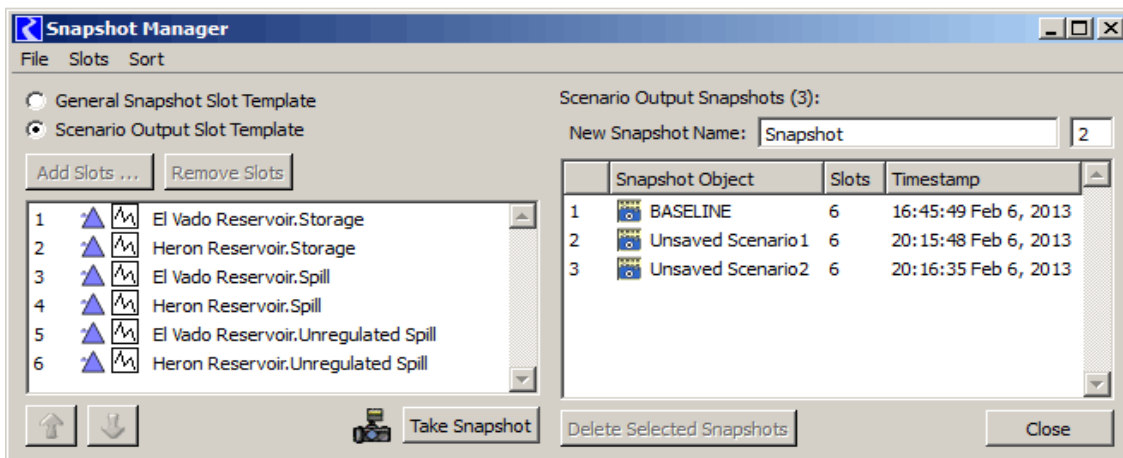 Snapshot Manager
File Slots Sort
General Snapshot Slot Template
Scenario Output Slot Template
Add Slots ... Remove Slots
1 El Vado Reservoir.Storage
2 Heron Reservoir.Storage
3 El Vado Reservoir.Spill
4 Heron Reservoir.Spill
5 El Vado Reservoir.Unregulated Spill
6 Heron Reservoir.Unregulated Spill
Take Snapshot
Scenario Output Snapshots (3):
New Snapshot Name: Snapshot 2
Snapshot Object Slots Timestamp
1 BASELINE 6 16:45:49 Feb 6, 2013
2 Unsaved Scenario1 6 20:15:48 Feb 6, 2013
3 Unsaved Scenario2 6 20:16:35 Feb 6, 2013
Delete Selected Snapshots Close